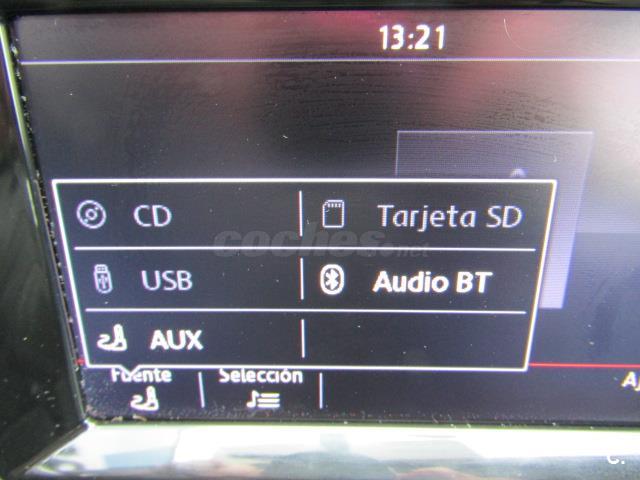 13:21
CD
Tarjeta SD
coches.net
USB
Audio BT
AUX
Fuente
Selección